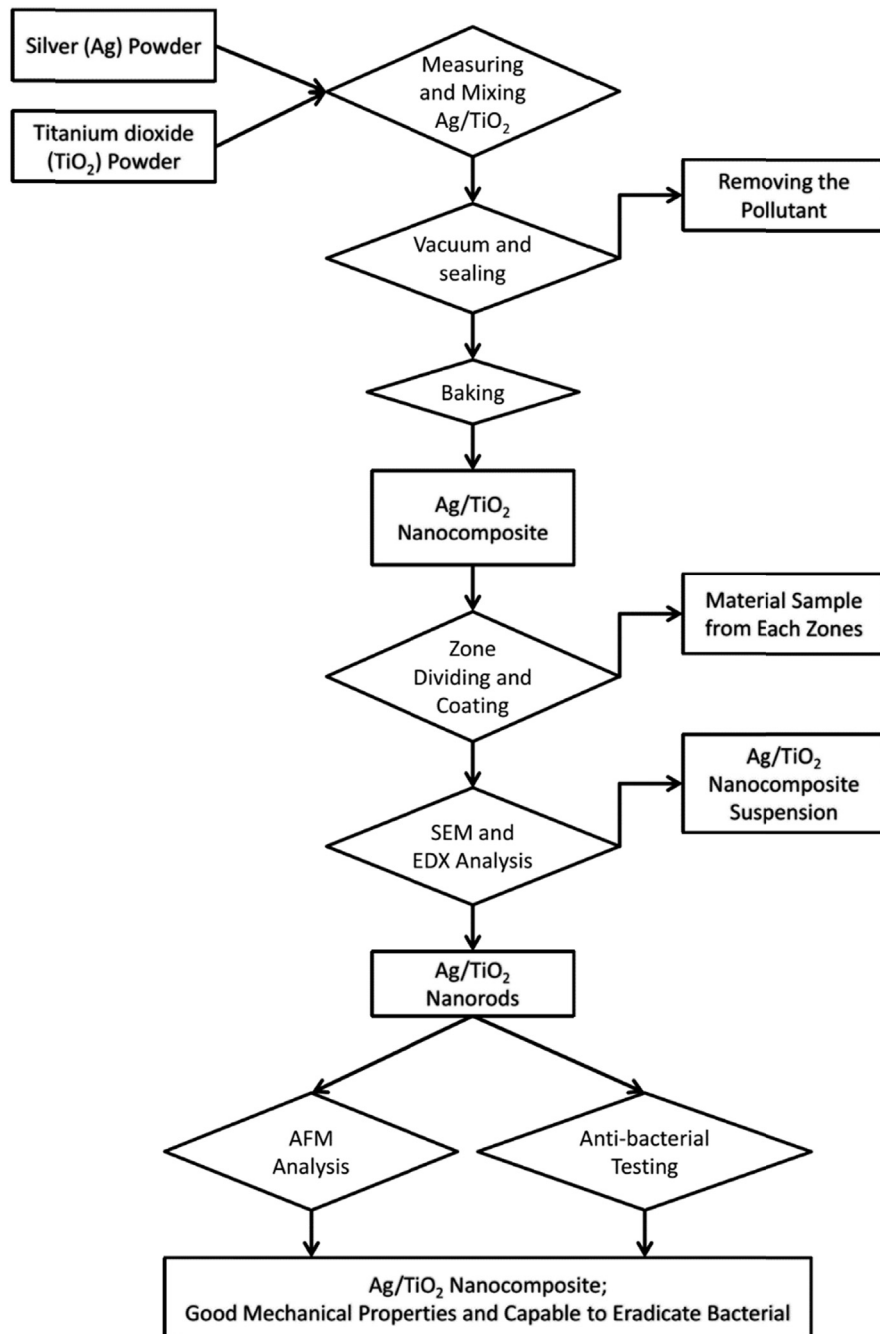 Silver (Ag) Powder
Titanium dioxide
(TiO₂) Powder
Measuring
and Mixing
Ag/TiO₂
Removing the
Pollutant
Vacuum and
sealing
Baking
Ag/TiO₂
Nanocomposite
Material Sample
from Each Zones
Zone
Dividing and
Coating
Ag/TiO₂
Nanocomposite
Suspension
SEM and
EDX Analysis
Ag/TiO₂
Nanorods
AFM
Analysis
Anti-bacterial
Testing
Ag/TiO₂ Nanocomposite;
Good Mechanical Properties and Capable to Eradicate Bacterial